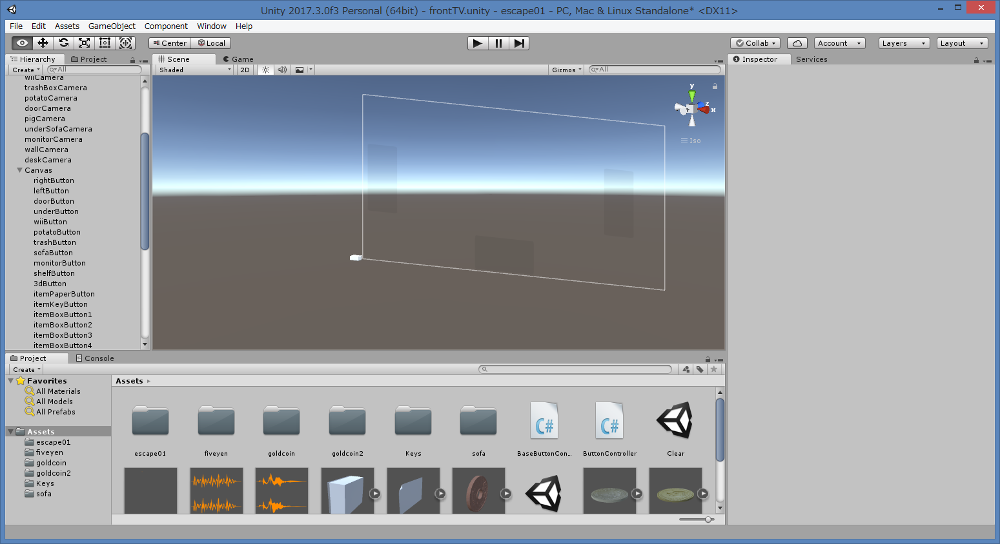 Unity 2017.3.0f3 Personal (64bit) - frontTV.unity - escape01 - PC, Mac & Linux Standalone* <DX11>
File Edit Assets GameObject Component Window Help
Center Local Collab Account Layers Layout
Hierarchy Project
Create All
wiiCamera
trashBoxCamera
potatoCamera
doorCamera
pigCamera
underSofaCamera
monitorCamera
wallCamera
deskCamera
Canvas
rightButton
leftButton
doorButton
underButton
wiiButton
potatoButton
trashButton
sofaButton
monitorButton
shelfButton
3dButton
itemPaperButton
itemKeyButton
itemBoxButton1
itemBoxButton2
itemBoxButton3
itemBoxButton4
Scene Game
Shaded 2D Gizmos All
y
z
x
Iso
Inspector Services
Project Console
Create
Favorites
All Materials
All Models
All Prefabs
Assets
escape01
fiveyen
goldcoin
goldcoin2
Keys
sofa
Assets
escape01 fiveyen goldcoin goldcoin2 Keys sofa BaseButtonCon... ButtonController Clear
C# C#